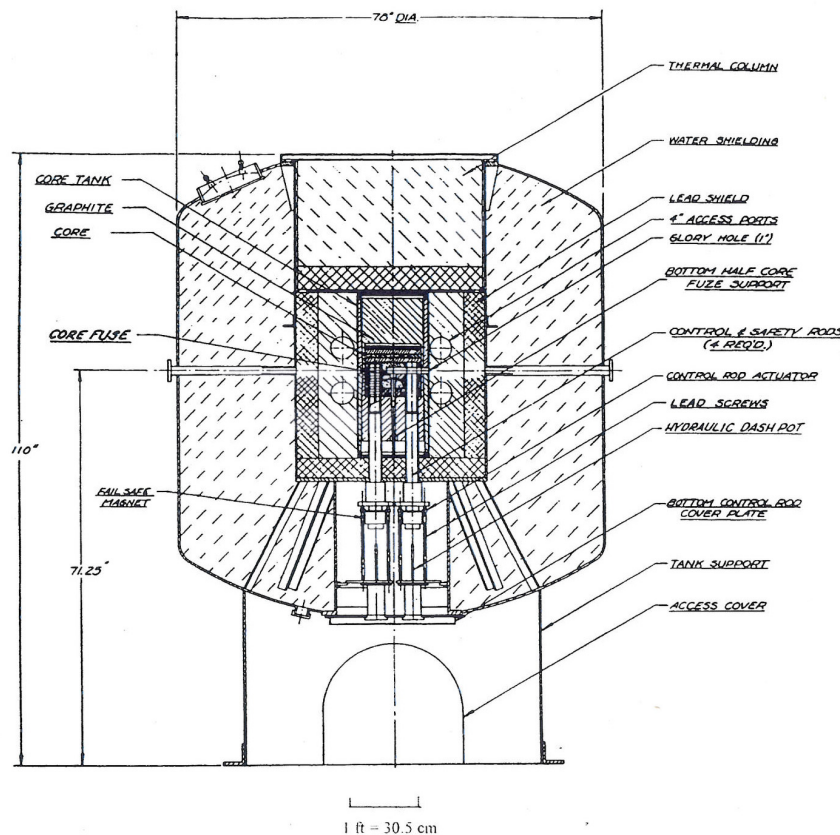 78" DIA.
THERMAL COLUMN
WATER SHIELDING
LEAD SHIELD
4" ACCESS PORTS
GLORY HOLE (1")
BOTTOM HALF CORE
FUZE SUPPORT
CONTROL & SAFETY RODS
(4 REQ'D.)
CONTROL ROD ACTUATOR
LEAD SCREWS
HYDRAULIC DASH POT
BOTTOM CONTROL ROD
COVER PLATE
TANK SUPPORT
ACCESS COVER
CORE TANK
GRAPHITE
CORE
CORE FUSE
FAIL SAFE
MAGNET
110"
71.25"
1 ft = 30.5 cm